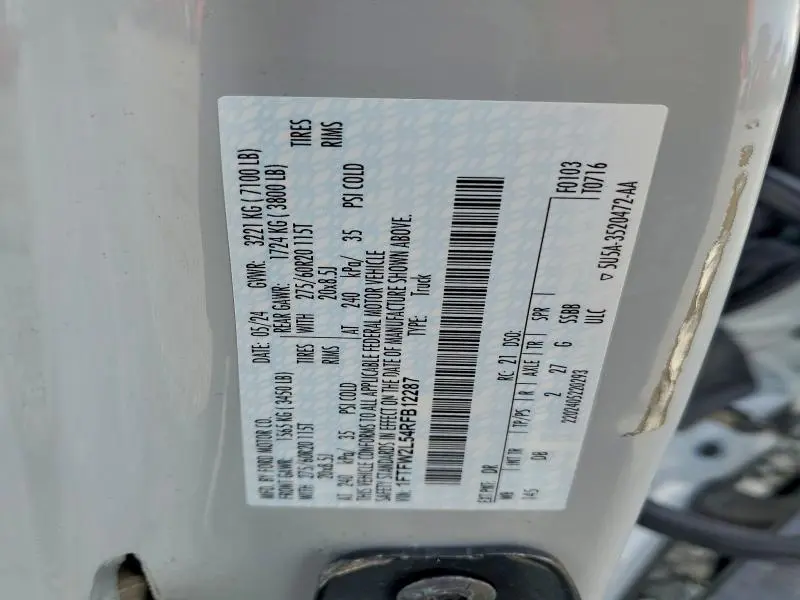 MFD. BY FORD MOTOR CO.
DATE: 05/24 GVWR: 3221 KG ( 7100 LB)
FRONT GAWR: 1565 KG (3450 LB) REAR GAWR: 1724 KG ( 3800 LB)
WITH 275/60R20 115T TIRES WITH 275/60R20 115T TIRES
20x8.5J RIMS 20x8.5J RIMS
AT 240 kPa/ 35 PSI COLD AT 240 kPa/ 35 PSI COLD
THIS VEHICLE CONFORMS TO ALL APPLICABLE FEDERAL MOTOR VEHICLE
SAFETY STANDARDS IN EFFECT ON THE DATE OF MANUFACTURE SHOWN ABOVE.
VIN: 1FTFW2L54RFB12287 TYPE: Truck
EXT PNT: DR RC: 21 DSO: F0103
WB INT TR TP/PS R AXLE TR SPR T0716
145 DB 2 27 G SSBB
2202405220293 ULC
▽ 5U5A-3520472-AA